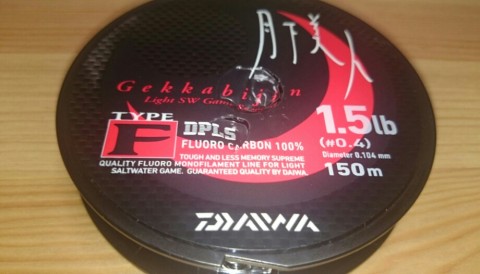 月下美人
Gekkabijin
Light SW Game
TYPE
F
DPLS
FLUORO CARBON 100%
TOUGH AND LESS MEMORY SUPREME
QUALITY FLUORO MONOFILAMENT LINE FOR LIGHT
SALTWATER GAME. GUARANTEED QUALITY BY DAIWA.
1.5lb
(#0.4)
Diameter 0.104 mm
150m
DAIWA